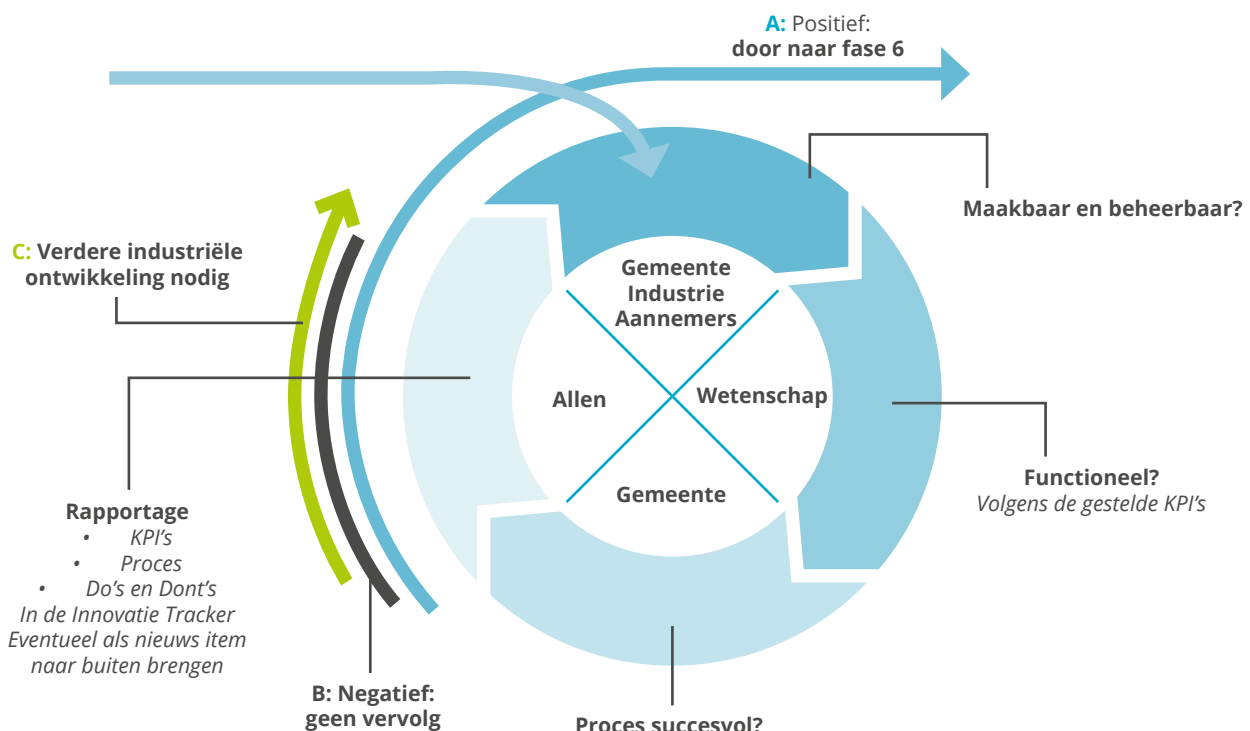 A: Positief:
door naar fase 6
Maakbaar en beheerbaar?
C: Verdere industriële
ontwikkeling nodig
Gemeente
Industrie
Aannemers
Allen
Wetenschap
Gemeente
Functioneel?
Volgens de gestelde KPI's
Rapportage
• KPI's
• Proces
• Do's en Dont's
In de Innovatie Tracker
Eventueel als nieuws item
naar buiten brengen
B: Negatief:
geen vervolg
Proces succesvol?